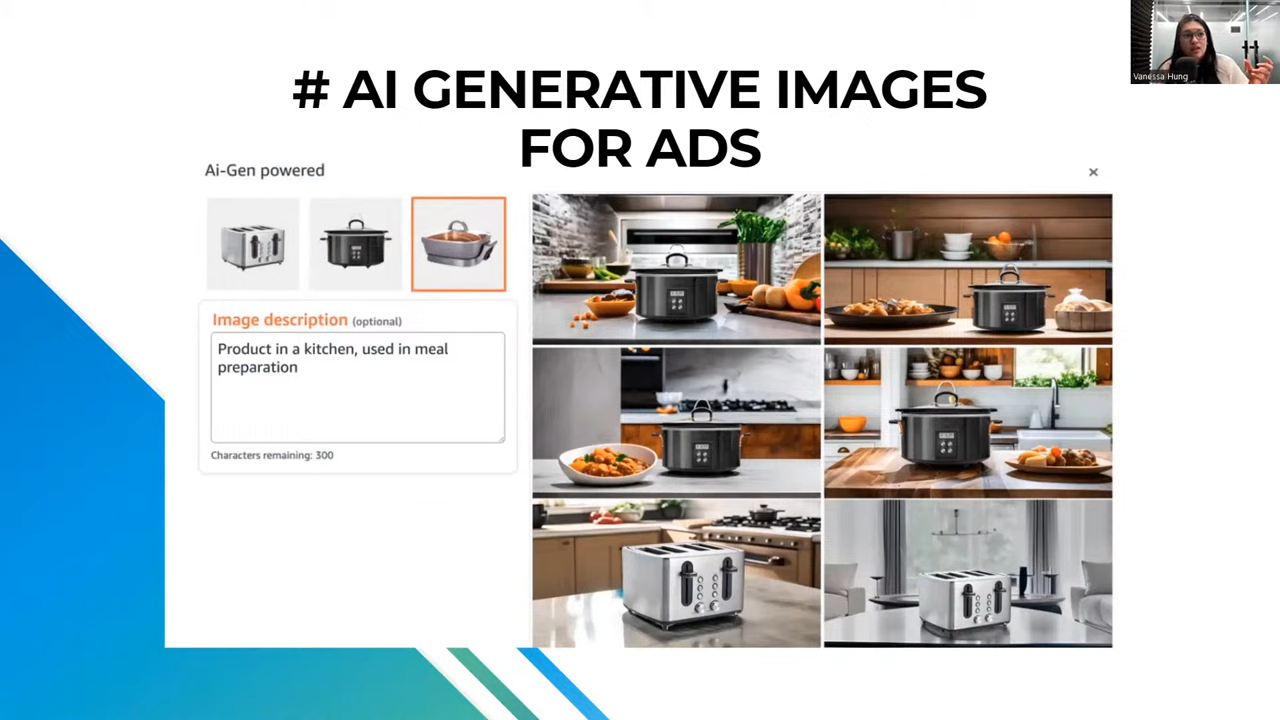 # AI GENERATIVE IMAGES
FOR ADS
Vanessa Hung
Ai-Gen powered
×
Image description (optional)
Product in a kitchen, used in meal
preparation
Characters remaining: 300